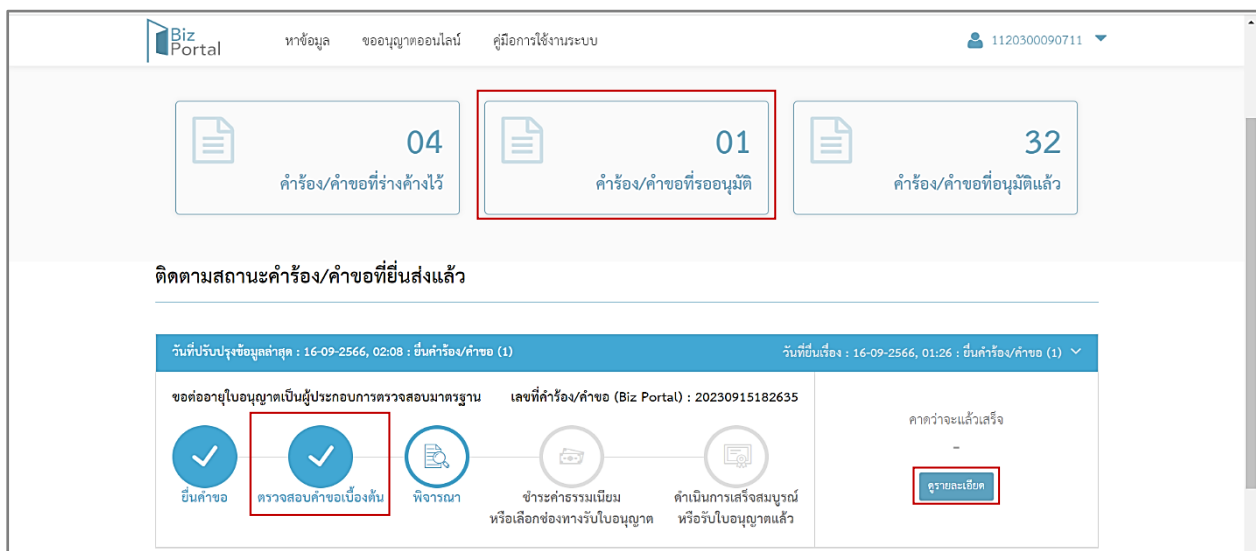 Biz
Portal
หาข้อมูล ขออนุญาตออนไลน์ คู่มือการใช้งานระบบ 1120300090711
04 01 32
คำร้อง/คำขอที่ร่างค้างไว้ คำร้อง/คำขอที่รออนุมัติ คำร้อง/คำขอที่อนุมัติแล้ว
ติดตามสถานะคำร้อง/คำขอที่ยื่นส่งแล้ว
วันที่ปรับปรุงข้อมูลล่าสุด : 16-09-2566, 02:08 : ยื่นคำร้อง/คำขอ (1) วันที่ยื่นเรื่อง : 16-09-2566, 01:26 : ยื่นคำร้อง/คำขอ (1)
ขอต่ออายุใบอนุญาตเป็นผู้ประกอบการตรวจสอบมาตรฐาน เลขที่คำร้อง/คำขอ (Biz Portal) : 20230915182635
คาดว่าจะแล้วเสร็จ
-
ดูรายละเอียด
ยื่นคำขอ ตรวจสอบคำขอเบื้องต้น พิจารณา ชำระค่าธรรมเนียม ดำเนินการเสร็จสมบูรณ์
หรือเลือกช่องทางรับใบอนุญาต หรือรับใบอนุญาตแล้ว